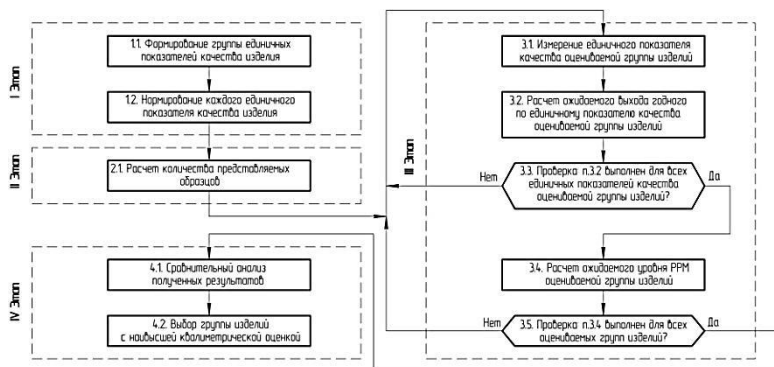 I Этап
1.1. Формирование группы единичных
показателей качества изделия
1.2. Нормирование каждого единичного
показателя качества изделия
II Этап
2.1. Расчет количества представляемых
образцов
III Этап
3.1. Измерение единичного показателя
качества оцениваемой группы изделий
3.2. Расчет ожидаемого выхода годного
по единичному показателю качества
оцениваемой группы изделий
Нет
3.3. Проверка п.3.2 выполнен для всех
единичных показателей качества
оцениваемой группы изделий?
Да
3.4. Расчет ожидаемого уровня PPM
оцениваемой группы изделий
Нет
3.5. Проверка п.3.4 выполнен для всех
оцениваемых групп изделий?
Да
IV Этап
4.1. Сравнительный анализ
полученных результатов
4.2. Выбор группы изделий
с наивысшей квалиметрической оценкой